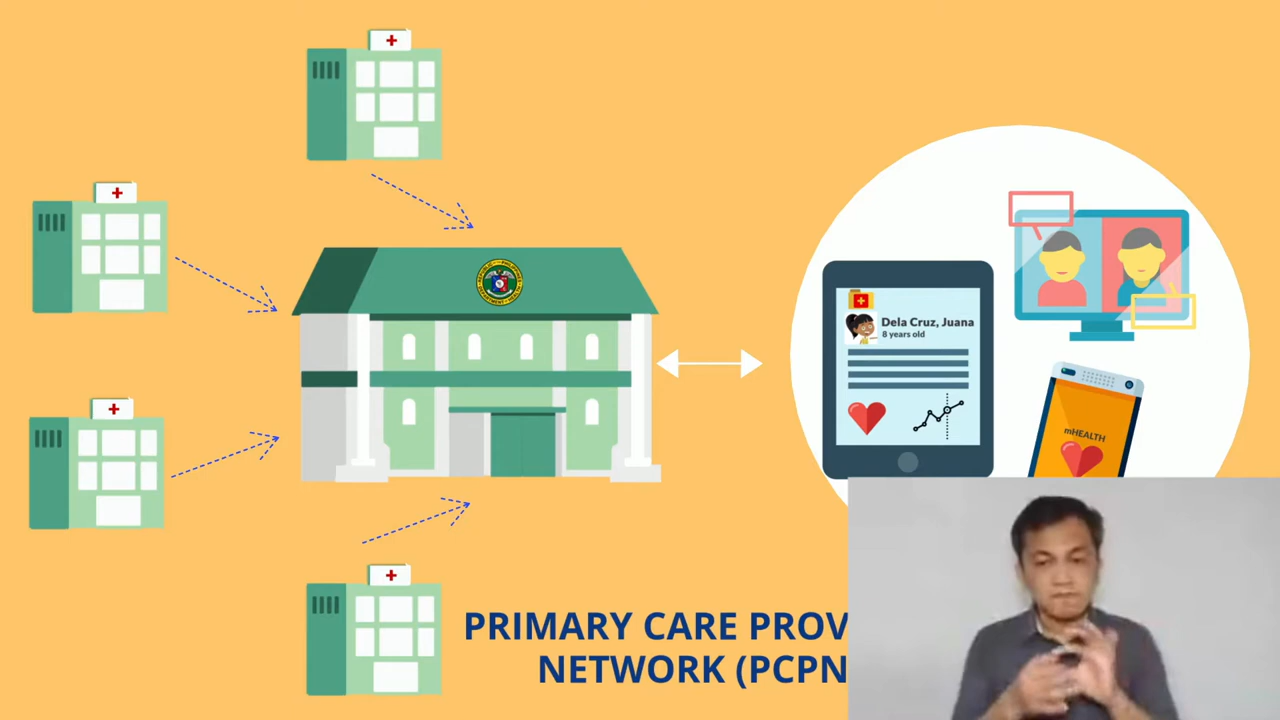 Dela Cruz, Juana
8 years old
mHEALTH
PRIMARY CARE PROV
NETWORK (PCPN